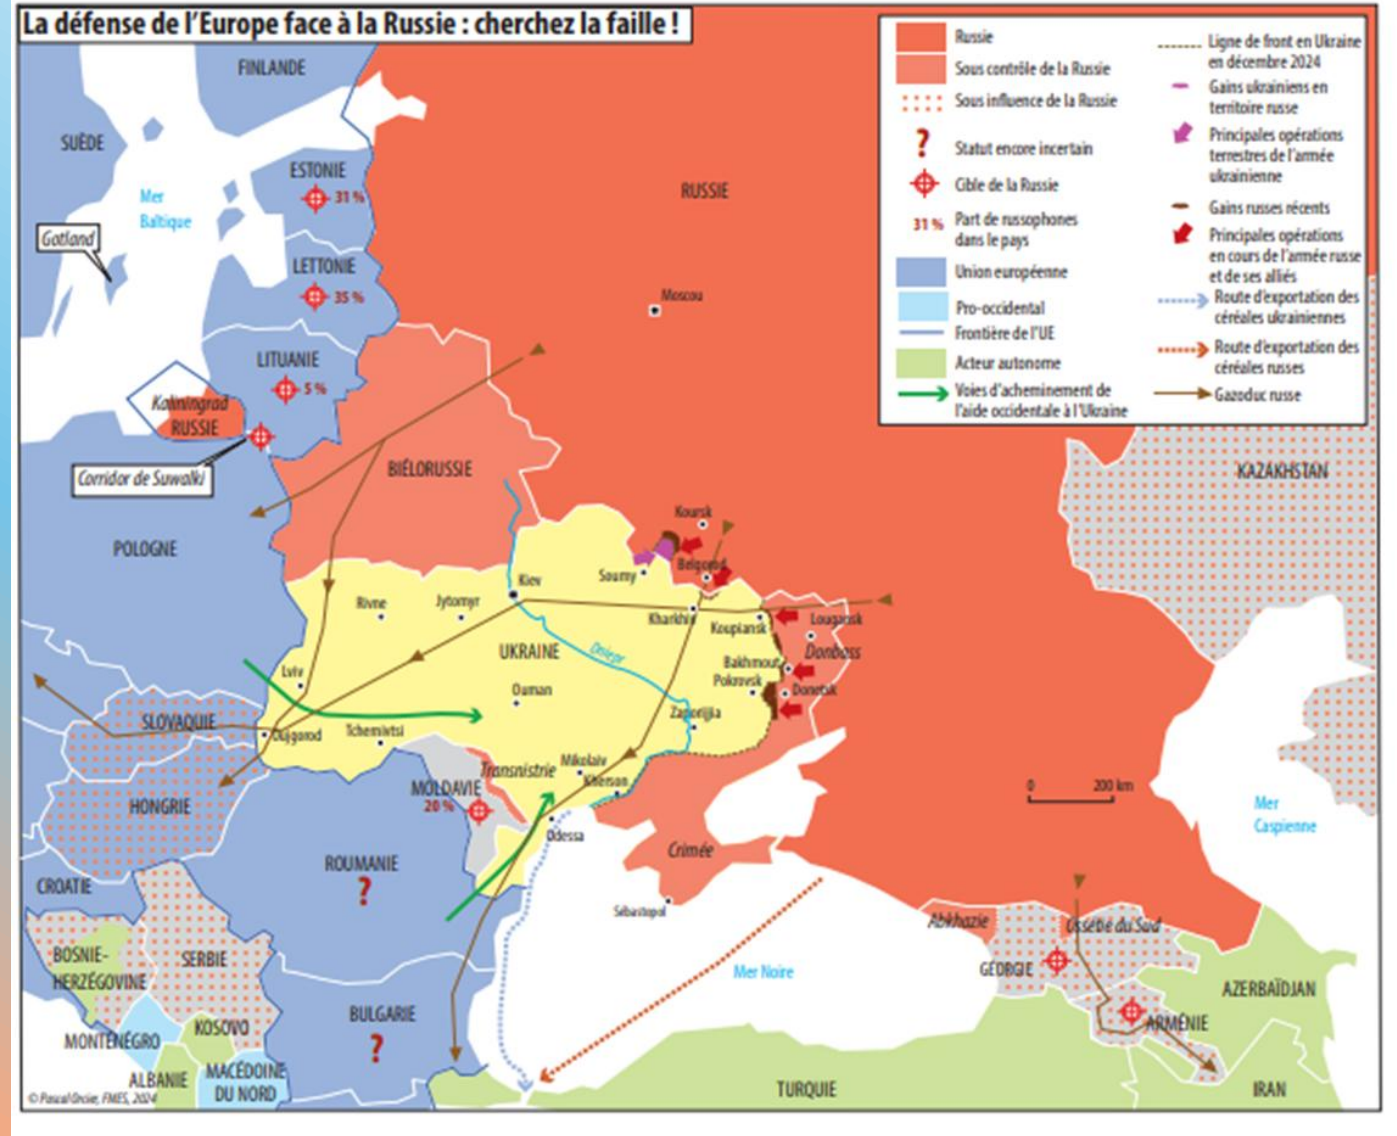 La défense de l'Europe face à la Russie : cherchez la faille !
Russie
Sous contrôle de la Russie
Sous influence de la Russie
?
Statut encore incertain
Cible de la Russie
31 %
Part de russophones
dans le pays
Union européenne
Pro-occidental
Frontière de l'UE
Acteur autonome
Voies d'acheminement de
l'aide occidentale à l'Ukraine
Ligne de front en Ukraine
en décembre 2024
Gains ukrainiens en
territoire russe
Principales opérations
terrestres de l'armée
ukrainienne
Gains russes récents
Principales opérations
en cours de l'armée russe
et de ses alliés
Route d'exportation des
céréales ukrainiennes
Route d'exportation des
céréales russes
Gazoduc russe
FINLANDE
SUÈDE
ESTONIE
31 %
Mer
Baltique
RUSSIE
Gotland
LETTONIE
35 %
Moscou
LITUANIE
5 %
Kaliningrad
RUSSIE
Corridor de Suwalki
BIÉLORUSSIE
KAZAKHSTAN
POLOGNE
Koursk
Soumy
Belgorod
Kiev
Rivne
Jytomyr
Kharkhiv
Koupiansk
Lougansk
UKRAINE
Dniepr
Donbass
Bakhmout
Lviv
Pokrovsk
Donetsk
Ouman
Zaporijjia
SLOVAQUIE
Oujgorod
Tchernivtsi
Mikolaiv
Transnistrie
Kherson
MOLDAVIE
20 %
HONGRIE
Odessa
0
200 km
Mer
Caspienne
Crimée
ROUMANIE
?
CROATIE
Sébastopol
Abkhazie
Ossétie du Sud
BOSNIE-
HERZÉGOVINE
SERBIE
GÉORGIE
Mer Noire
AZERBAÏDJAN
BULGARIE
?
KOSOVO
MONTÉNÉGRO
ARMÉNIE
ALBANIE
MACÉDOINE
DU NORD
TURQUIE
IRAN
© Pascal Orcier, FMES, 2024